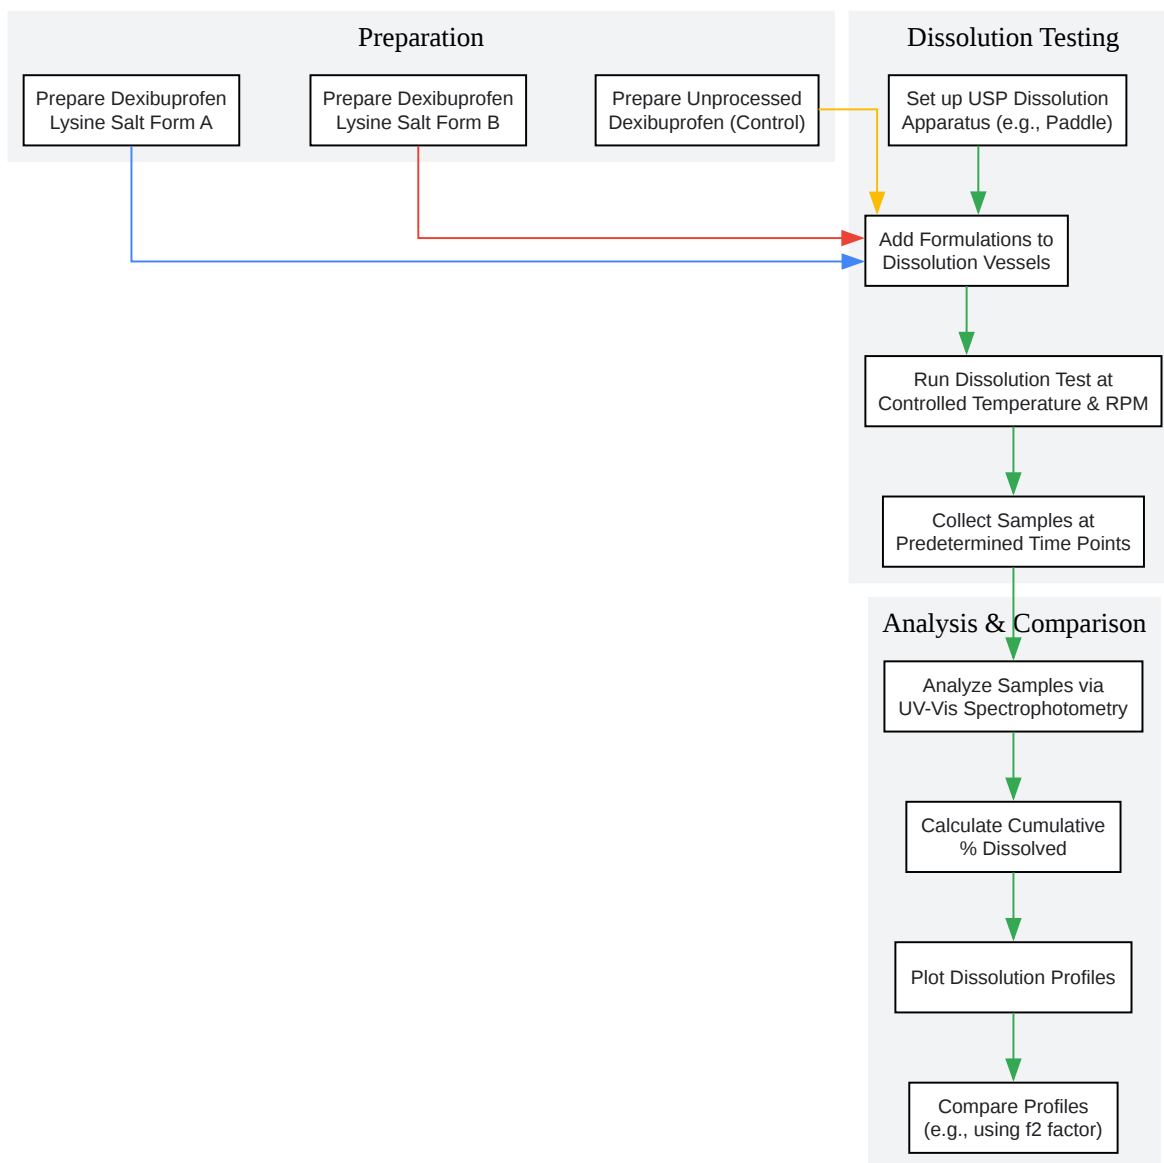 Preparation
Prepare Dexibuprofen
Lysine Salt Form A
Prepare Dexibuprofen
Lysine Salt Form B
Prepare Unprocessed
Dexibuprofen (Control)
Dissolution Testing
Set up USP Dissolution
Apparatus (e.g., Paddle)
Add Formulations to
Dissolution Vessels
Run Dissolution Test at
Controlled Temperature & RPM
Collect Samples at
Predetermined Time Points
Analysis & Comparison
Analyze Samples via
UV-Vis Spectrophotometry
Calculate Cumulative
% Dissolved
Plot Dissolution Profiles
Compare Profiles
(e.g., using f2 factor)